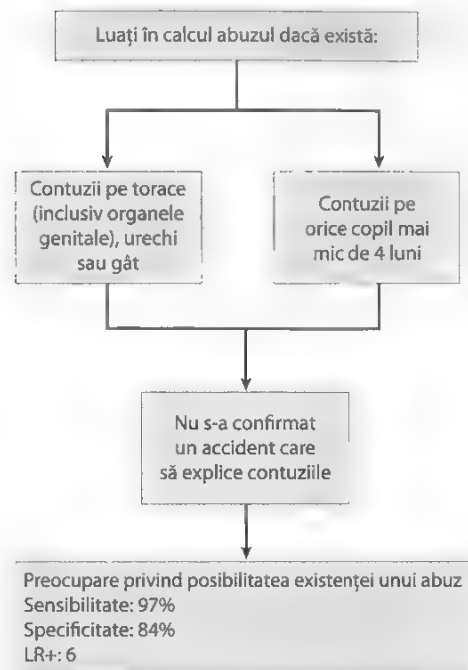 Luați în calcul abuzul dacă există:
Contuzii pe torace
(inclusiv organele
genitale), urechi
sau gât
Contuzii pe
orice copil mai
mic de 4 luni
Nu s-a confirmat
un accident care
să explice contuziile
Preocupare privind posibilitatea existenței unui abuz
Sensibilitate: 97%
Specificitate: 84%
LR+: 6